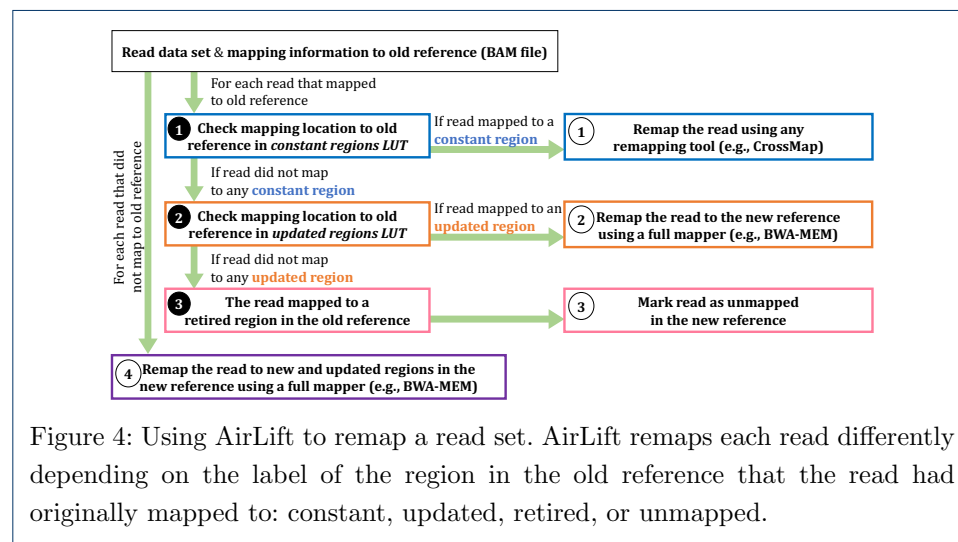 Read data set & mapping information to old reference (BAM file)
For each read that mapped
to old reference
For each read that did
not map to old reference
1
Check mapping location to old
reference in constant regions LUT
If read mapped to a
constant region
1
Remap the read using any
remapping tool (e.g., CrossMap)
If read did not map
to any constant region
2
Check mapping location to old
reference in updated regions LUT
If read mapped to an
updated region
2
Remap the read to the new reference
using a full mapper (e.g., BWA-MEM)
If read did not map
to any updated region
3
The read mapped to a
retired region in the old reference
3
Mark read as unmapped
in the new reference
4
Remap the read to new and updated regions in the
new reference using a full mapper (e.g., BWA-MEM)
Figure 4: Using AirLift to remap a read set. AirLift remaps each read differently
depending on the label of the region in the old reference that the read had
originally mapped to: constant, updated, retired, or unmapped.